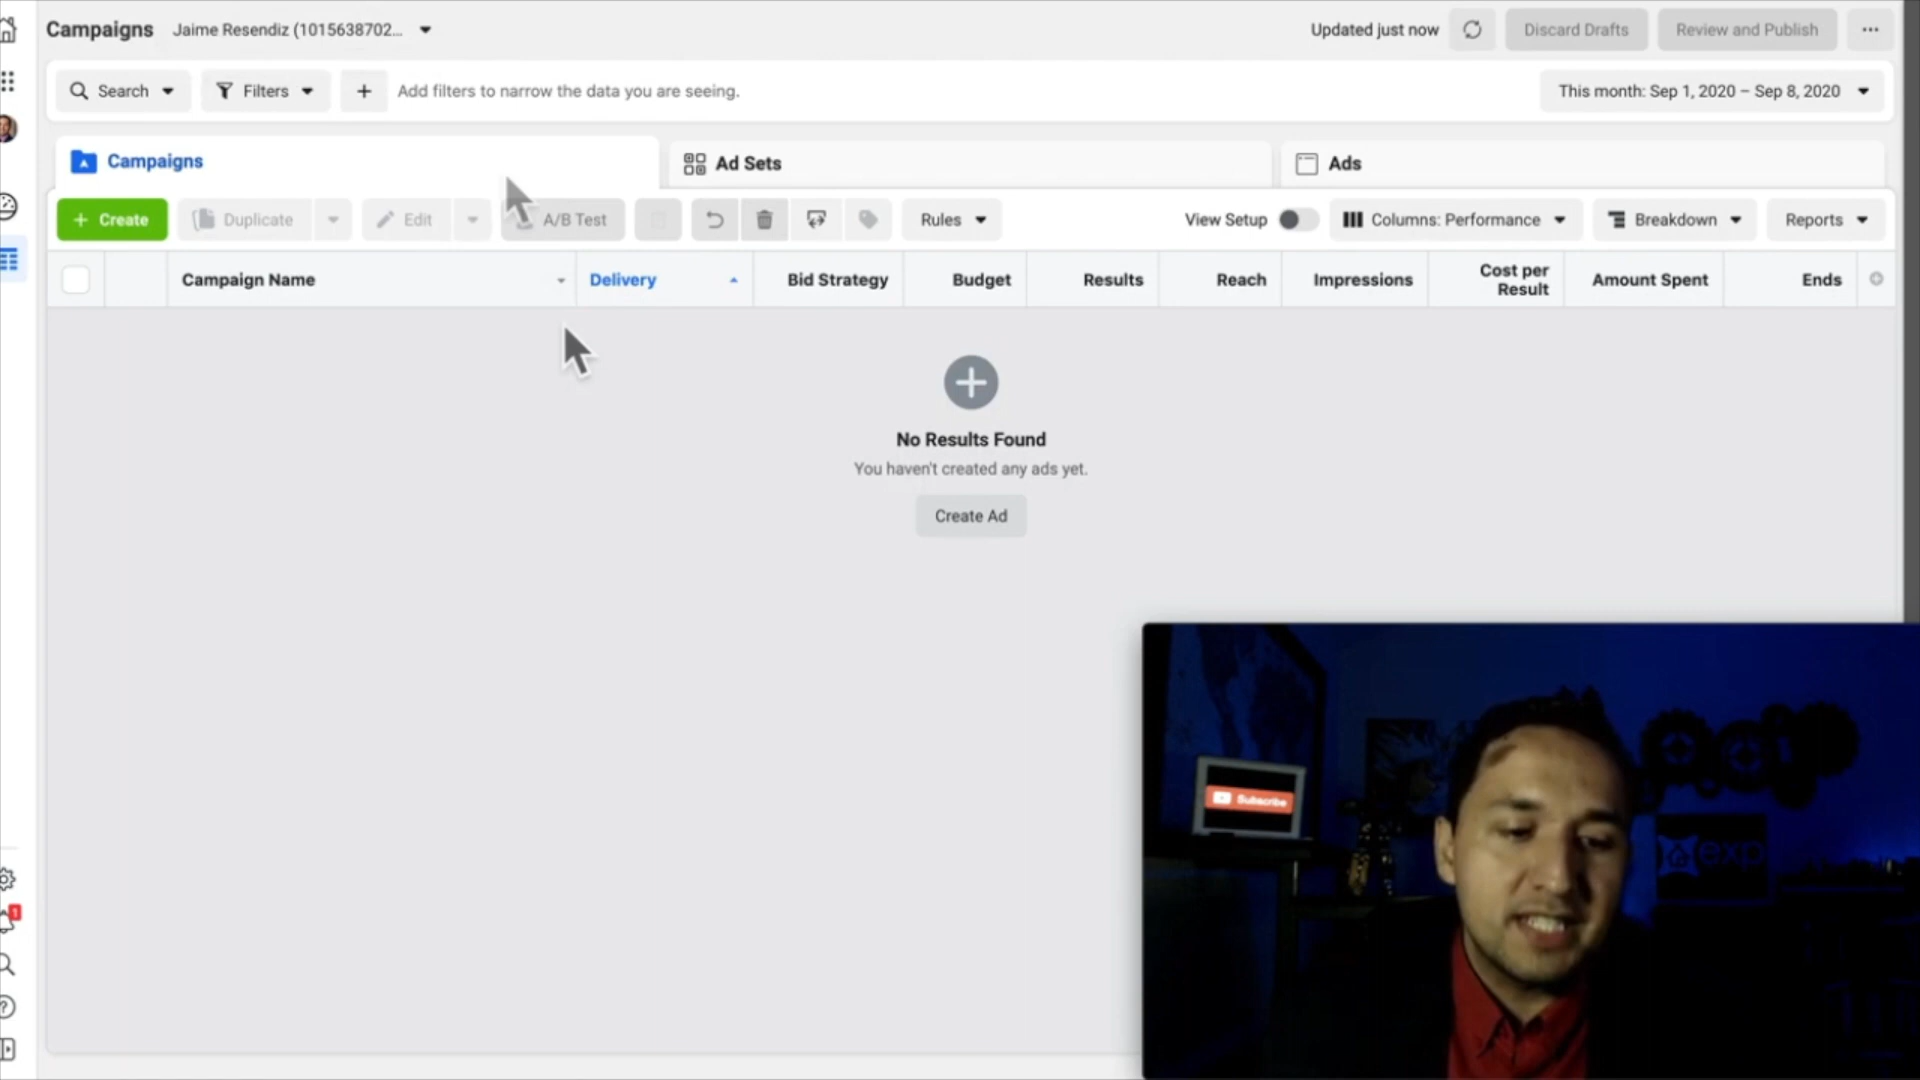 Campaigns Jaime Resendiz (1015638702...
Updated just now Discard Drafts Review and Publish
Search Filters + Add filters to narrow the data you are seeing. This month: Sep 1, 2020 – Sep 8, 2020
Campaigns Ad Sets Ads
+ Create Duplicate Edit A/B Test Rules View Setup Columns: Performance Breakdown Reports
Campaign Name Delivery Bid Strategy Budget Results Reach Impressions Cost per Result Amount Spent Ends
No Results Found
You haven't created any ads yet.
Create Ad
1
Subscribe
exp